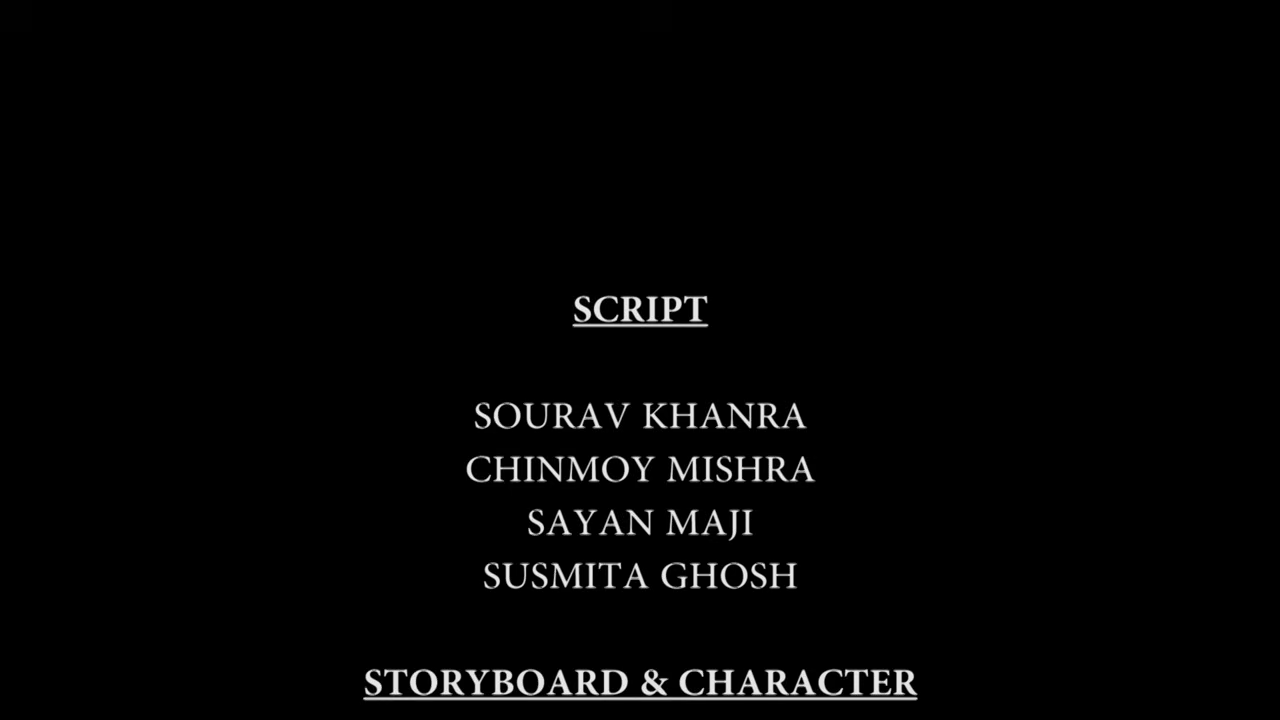 SCRIPT
SOURAV KHANRA
CHINMOY MISHRA
SAYAN MAJI
SUSMITA GHOSH
STORYBOARD & CHARACTER